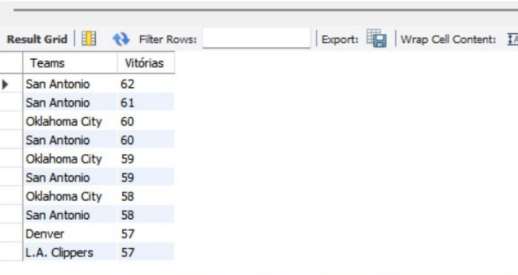 Result Grid Filter Rows: Export: Wrap Cell Content:
Teams Vitórias
San Antonio 62
San Antonio 61
Oklahoma City 60
San Antonio 60
Oklahoma City 59
San Antonio 59
Oklahoma City 58
San Antonio 58
Denver 57
L.A. Clippers 57